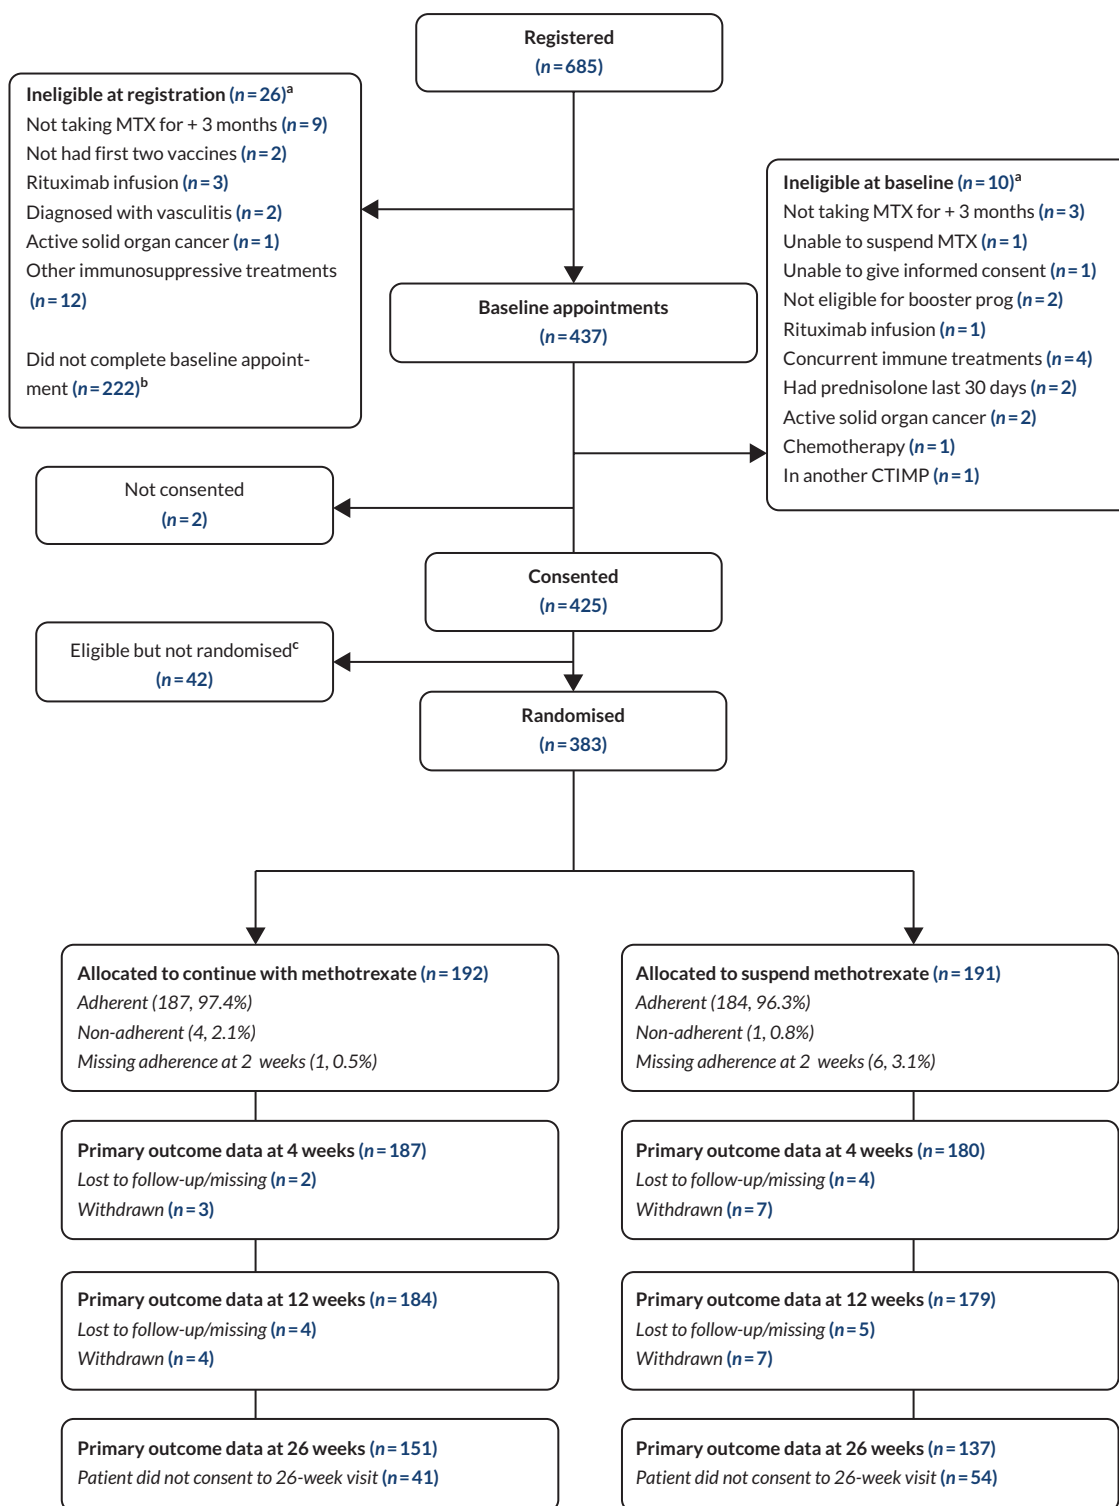 Registered
(n=685)
Ineligible at registration (n=26)a
Not taking MTX for + 3 months (n=9)
Not had first two vaccines (n=2)
Rituximab infusion (n=3)
Diagnosed with vasculitis (n=2)
Active solid organ cancer (n=1)
Other immunosuppressive treatments
(n=12)
Did not complete baseline appoint-
ment (n=222)b
Ineligible at baseline (n=10)a
Not taking MTX for + 3 months (n=3)
Unable to suspend MTX (n=1)
Unable to give informed consent (n=1)
Not eligible for booster prog (n=2)
Rituximab infusion (n=1)
Concurrent immune treatments (n=4)
Had prednisolone last 30 days (n=2)
Active solid organ cancer (n=2)
Chemotherapy (n=1)
In another CTIMP (n=1)
Baseline appointments
(n=437)
Not consented
(n=2)
Consented
(n=425)
Eligible but not randomisedc
(n=42)
Randomised
(n=383)
Allocated to continue with methotrexate (n=192)
Adherent (187, 97.4%)
Non-adherent (4, 2.1%)
Missing adherence at 2 weeks (1, 0.5%)
Primary outcome data at 4 weeks (n=187)
Lost to follow-up/missing (n=2)
Withdrawn (n=3)
Primary outcome data at 12 weeks (n=184)
Lost to follow-up/missing (n=4)
Withdrawn (n=4)
Primary outcome data at 26 weeks (n=151)
Patient did not consent to 26-week visit (n=41)
Allocated to suspend methotrexate (n=191)
Adherent (184, 96.3%)
Non-adherent (1, 0.8%)
Missing adherence at 2 weeks (6, 3.1%)
Primary outcome data at 4 weeks (n=180)
Lost to follow-up/missing (n=4)
Withdrawn (n=7)
Primary outcome data at 12 weeks (n=179)
Lost to follow-up/missing (n=5)
Withdrawn (n=7)
Primary outcome data at 26 weeks (n=137)
Patient did not consent to 26-week visit (n=54)